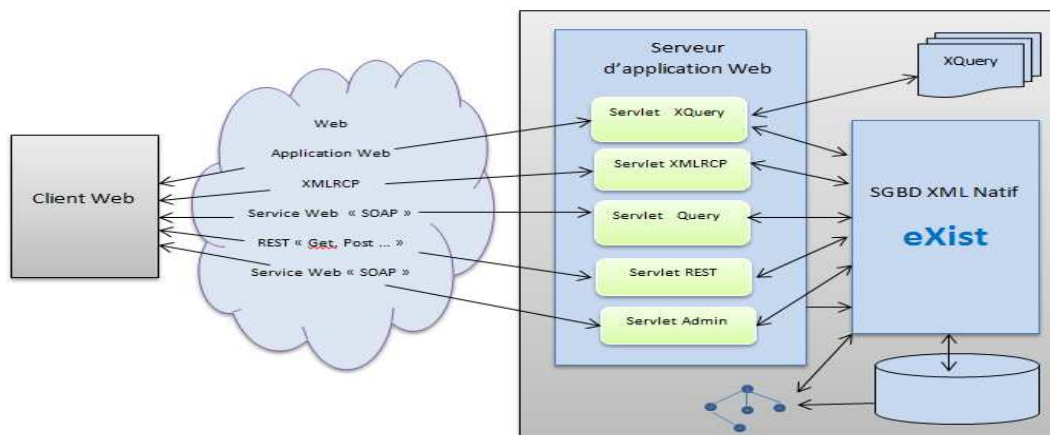 Serveur
d'application Web
XQuery
Servlet XQuery
Web
Application Web
Servlet XMLRCP
XMLRCP
Client Web
SGBD XML Natif
Service Web « SOAP »
Servlet Query
eXist
REST « Get, Post ... »
Servlet REST
Service Web « SOAP »
Servlet Admin